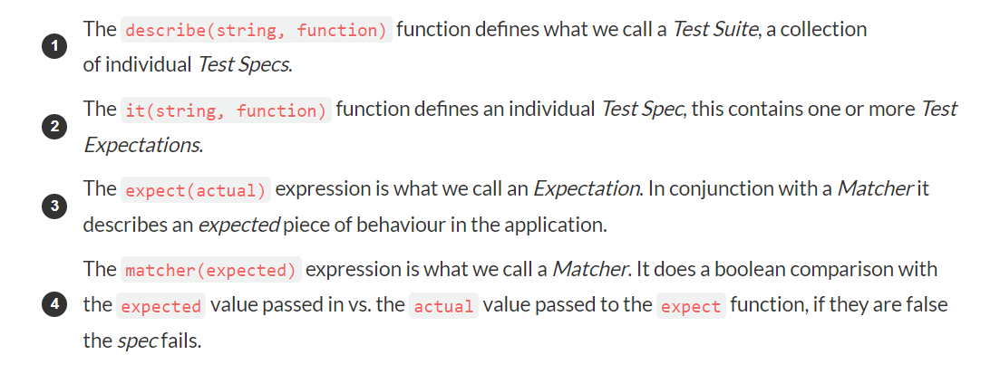 1 The describe(string, function) function defines what we call a Test Suite, a collection
of individual Test Specs.
2 The it(string, function) function defines an individual Test Spec, this contains one or more Test
Expectations.
3 The expect(actual) expression is what we call an Expectation. In conjunction with a Matcher it
describes an expected piece of behaviour in the application.
The matcher(expected) expression is what we call a Matcher. It does a boolean comparison with
4 the expected value passed in vs. the actual value passed to the expect function, if they are false
the spec fails.